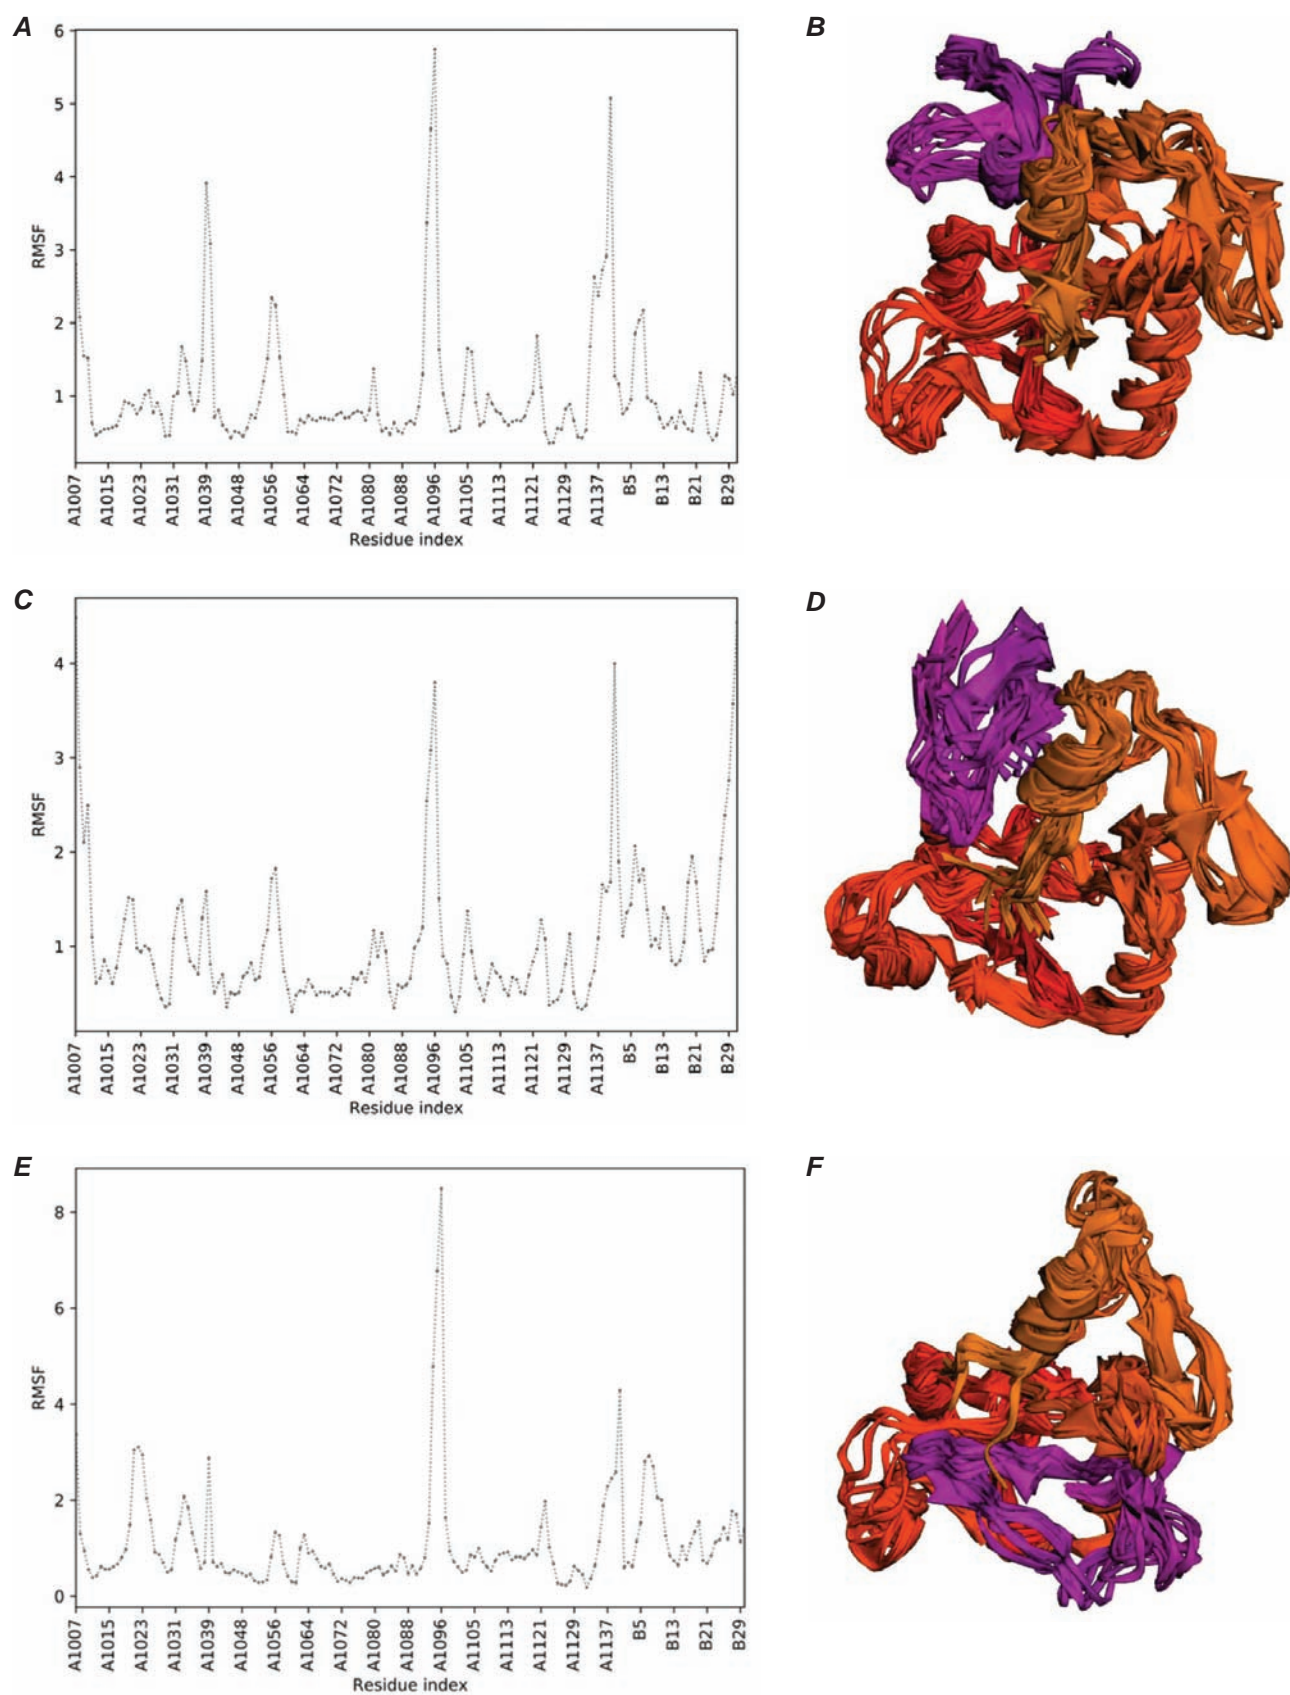 A
B
6
5
4
3
2
1
RMSF
A1007
A1015
A1023
A1031
A1039
A1048
A1056
A1064
A1072
A1080
A1088
A1096
A1105
A1113
A1121
A1129
A1137
B5
B13
B21
B29
Residue index
C
D
4
3
2
1
RMSF
A1007
A1015
A1023
A1031
A1039
A1048
A1056
A1064
A1072
A1080
A1088
A1096
A1105
A1113
A1121
A1129
A1137
B5
B13
B21
B29
Residue index
E
F
8
6
4
2
0
RMSF
A1007
A1015
A1023
A1031
A1039
A1048
A1056
A1064
A1072
A1080
A1088
A1096
A1105
A1113
A1121
A1129
A1137
B5
B13
B21
B29
Residue index